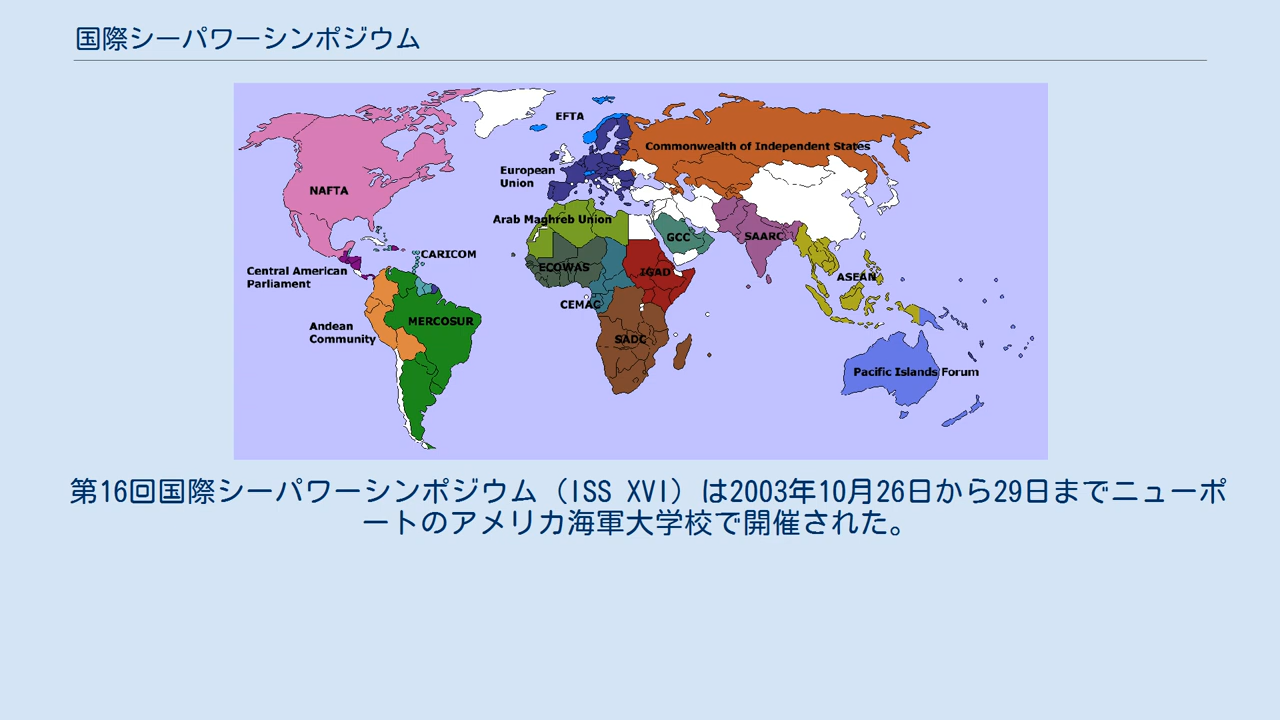 国際シーパワーシンポジウム
EFTA
Commonwealth of Independent States
European
Union
NAFTA
Arab Maghreb Union
GCC
SAARC
CARICOM
ECOWAS
IGAD
Central American
Parliament
ASEAN
CEMAC
MERCOSUR
Andean
Community
SADC
Pacific Islands Forum
第16回国際シーパワーシンポジウム（ISS XVI）は2003年10月26日から29日までニューポ
ートのアメリカ海軍大学校で開催された。